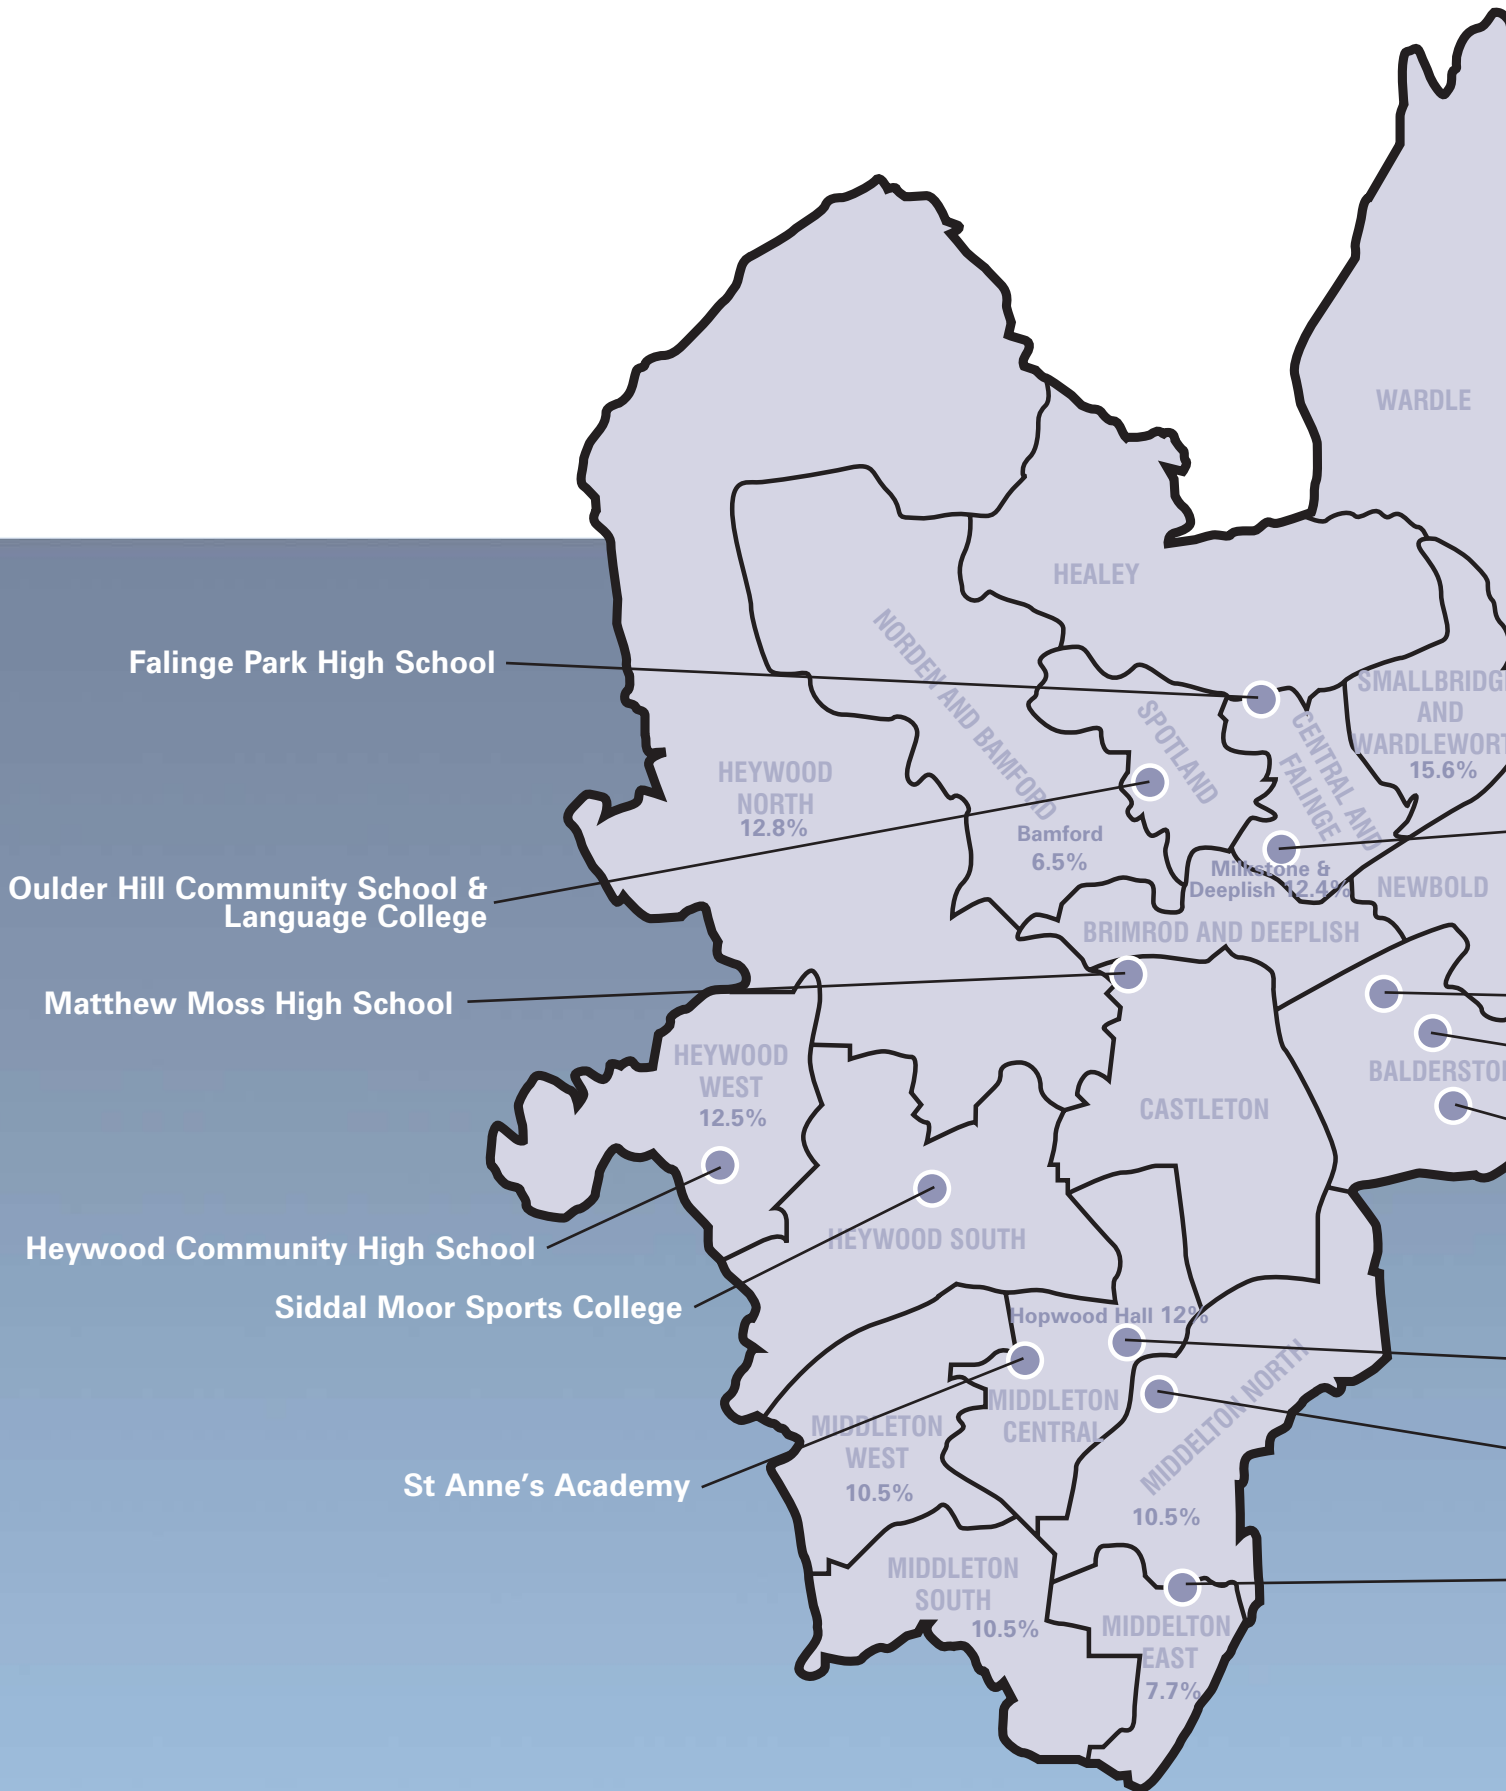 WARDLE
HEALEY
Falinge Park High School
NORDEN AND BAMFORD
SPOTLAND
CENTRAL AND
FALINGE
SMALLBRIDGE
AND
WARDLEWORT
15.6%
HEYWOOD
NORTH
12.8%
Bamford
6.5%
Milkstone &
Deeplish 12.4%
NEWBOLD
Oulder Hill Community School &
Language College
BRIMROD AND DEEPLISH
Matthew Moss High School
HEYWOOD
WEST
12.5%
BALDERSTON
CASTLETON
Heywood Community High School
HEYWOOD SOUTH
Siddal Moor Sports College
Hopwood Hall 12%
MIDDLETON
CENTRAL
MIDDELTON NORTH
10.5%
MIDDLETON
WEST
10.5%
St Anne's Academy
MIDDLETON
SOUTH
10.5%
MIDDELTON
EAST
7.7%